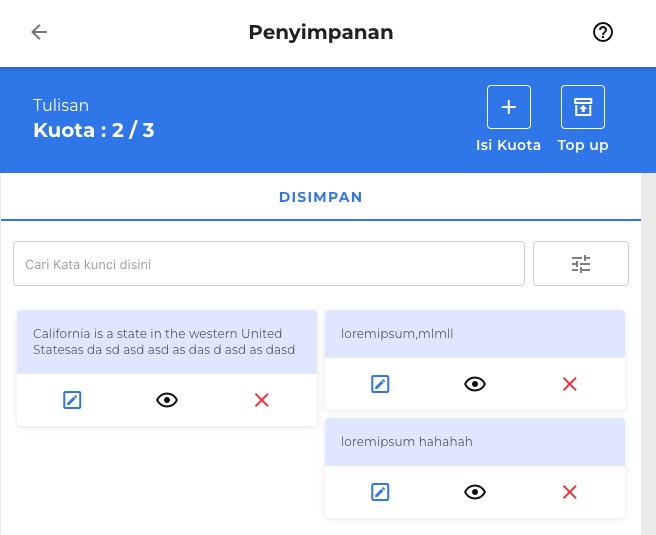 Penyimpanan
Tulisan
Kuota : 2 / 3
Isi Kuota
Top up
DISIMPAN
Cari Kata kunci disini
California is a state in the western United
Statesas da sd asd asd as das d asd as dasd
loremipsum,mlmll
loremipsum hahahah